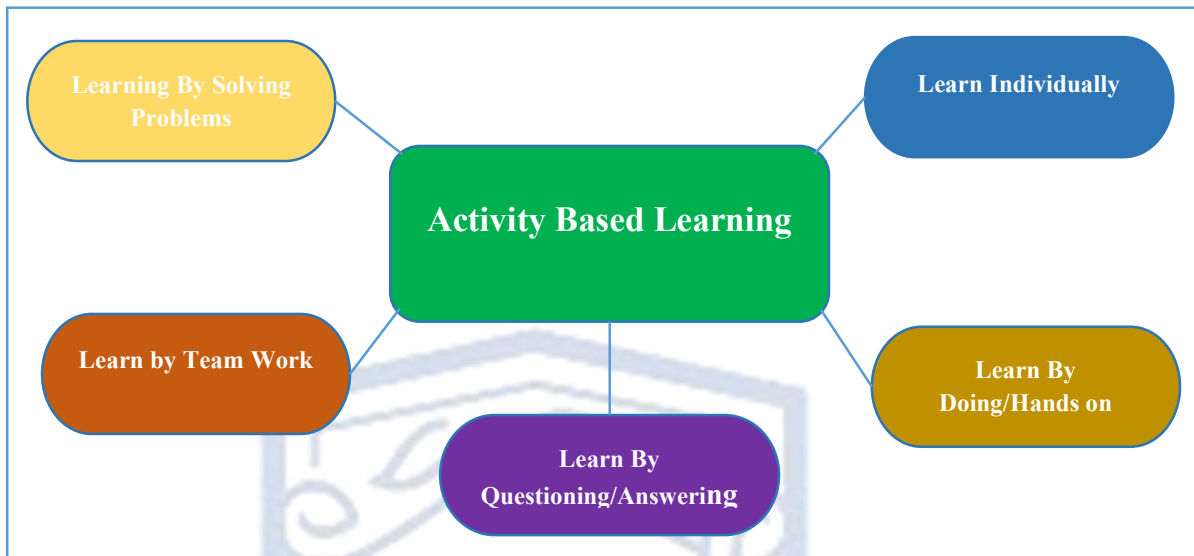 Learning By Solving
Problems
Learn Individually
Activity Based Learning
Learn by Team Work
Learn By
Doing/Hands on
Learn By
Questioning/Answering